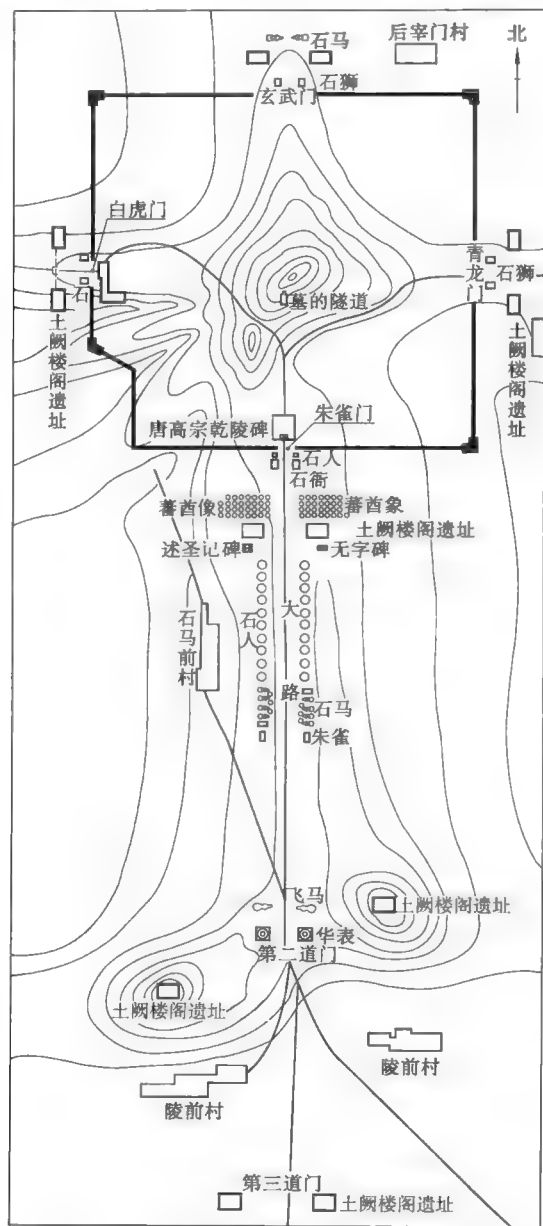 石马
后宰门村
北
石狮
玄武门
白虎门
青龙门
石狮
石
墓的隧道
土阙楼阁遗址
土阙楼阁遗址
朱雀门
唐高宗乾陵碑
石人
石衙
蕃酋像
蕃酋象
土阙楼阁遗址
述圣记碑
无字碑
大路
石人
石马前村
石马
朱雀
飞马
土阙楼阁遗址
华表
第二道门
土阙楼阁遗址
陵前村
陵前村
第三道门
土阙楼阁遗址